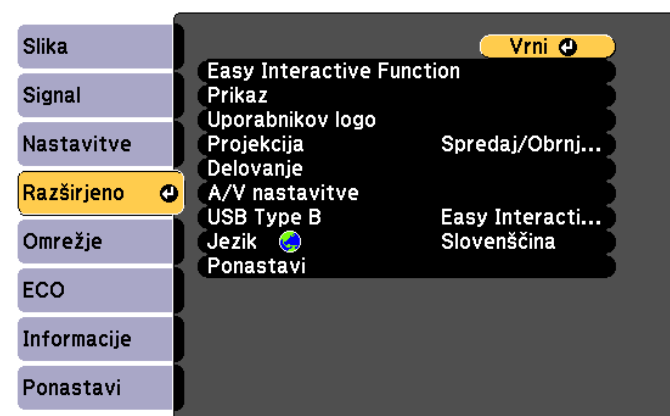 Slika
Signal
Nastavitve
Razširjeno
Omrežje
ECO
Informacije
Ponastavi
Vrni
Easy Interactive Function
Prikaz
Uporabnikov logo
Projekcija Spredaj/Obrnj...
Delovanje
A/V nastavitve
USB Type B Easy Interacti...
Jezik Slovenščina
Ponastavi